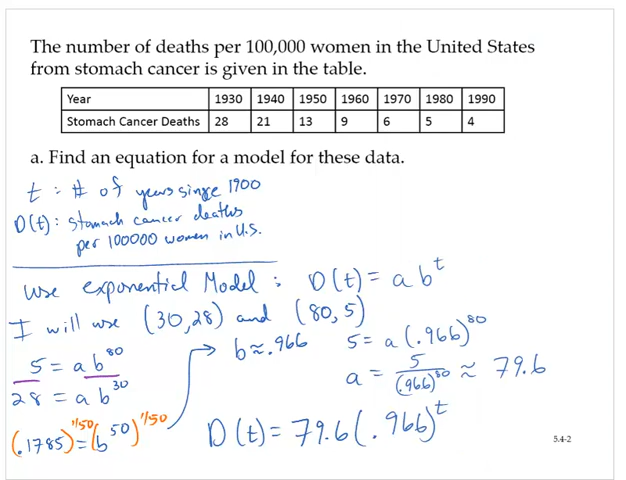 The number of deaths per 100,000 women in the United States
from stomach cancer is given in the table.
Year 1930 1940 1950 1960 1970 1980 1990
Stomach Cancer Deaths 28 21 13 9 6 5 4
a. Find an equation for a model for these data.
t : # of years since 1900
D(t): stomach cancer deaths
per 100000 women in U.S.
Use exponential Model : D(t) = a b^t
I will use (30,28) and (80,5)
5 = a b^80
28 = a b^30
(.1785)^1/50 = (b^50)^1/50
b ≈ .966
5 = a (.966)^80
a = 5/(.966)^80 ≈ 79.6
D(t) = 79.6(.966)^t
5.4-2